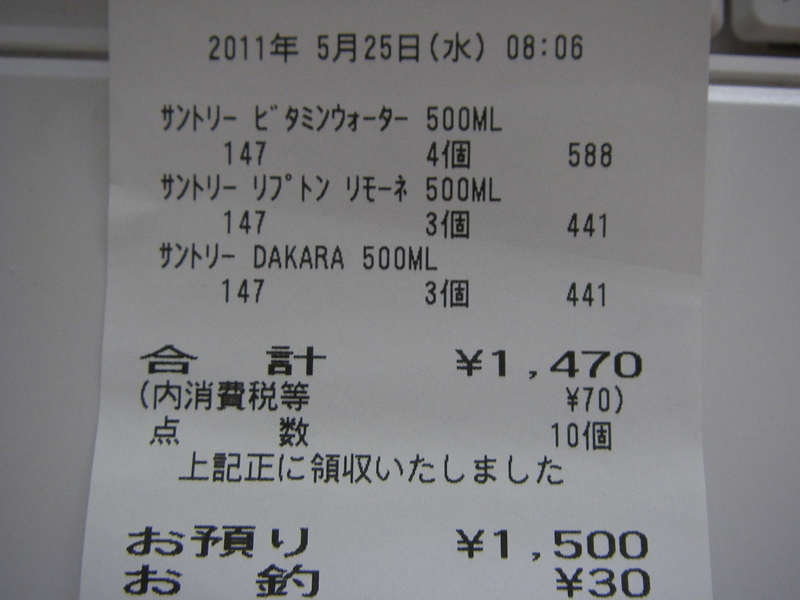 2011年 5月25日(水) 08:06
ｻﾝﾄﾘｰ ﾋﾞﾀﾐﾝｳｫｰﾀｰ 500ML
147 4個 588
ｻﾝﾄﾘｰ ﾘﾌﾟﾄﾝ ﾘﾓｰﾈ 500ML
147 3個 441
ｻﾝﾄﾘｰ DAKARA 500ML
147 3個 441
合 計 ¥1,470
(内消費税等 ¥70)
点 数 10個
上記正に領収いたしました
お預り ¥1,500
お 釣 ¥30